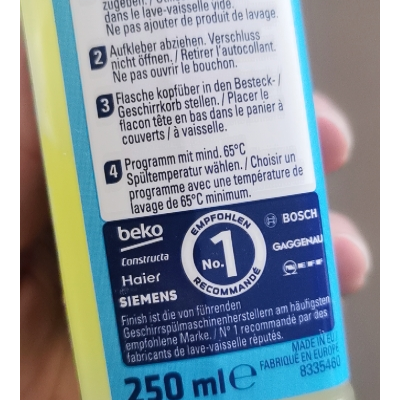 zugeben. /
dans le lave-vaisselle vide.
Ne pas ajouter de produit de lavage.
2 Aufkleber abziehen. Verschluss
nicht öffnen. / Retirer l'autocollant.
Ne pas ouvrir le bouchon.
3 Flasche kopfüber in den Besteck- /
Geschirrkorb stellen. / Placer le
flacon tête en bas dans le panier à
couverts / à vaisselle.
4 Programm mit mind. 65°C
Spültemperatur wählen. / Choisir un
programme avec une température de
lavage de 65°C minimum.
beko
Constructa
Haier
SIEMENS
EMPFOHLEN
No. 1
RECOMMANDÉ
BOSCH
GAGGENAU
NEFF
Finish ist die von führenden
Geschirrspülmaschinenherstellern am häufigsten
empfohlene Marke. / N° 1 recommandé par des
fabricants de lave-vaisselle réputés.
250 ml e
MADE IN EU
FABRIQUÉ EN EUROPE
8335460